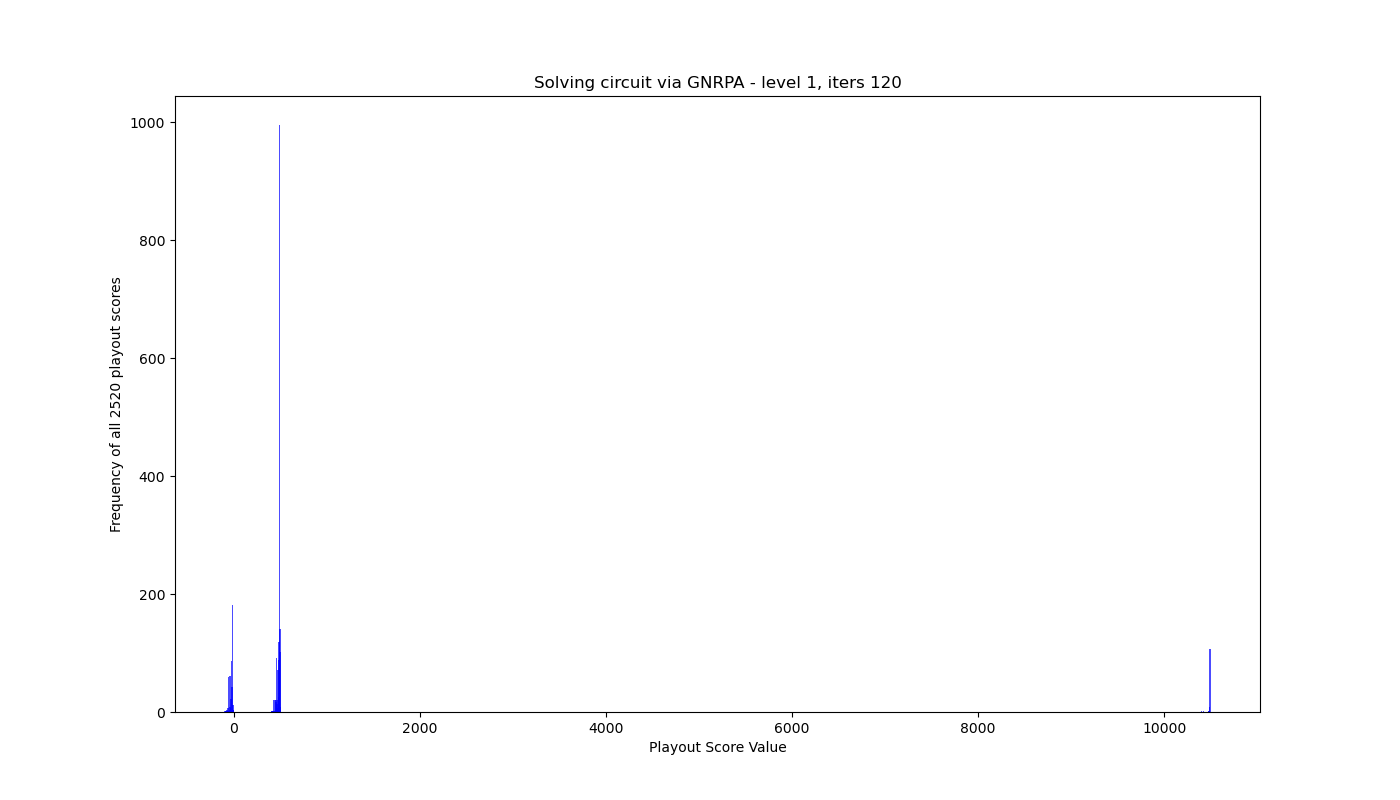 Solving circuit via GNRPA - level 1, iters 120
1000
800
600
400
200
0
Frequency of all 2520 playout scores
0 2000 4000 6000 8000 10000
Playout Score Value